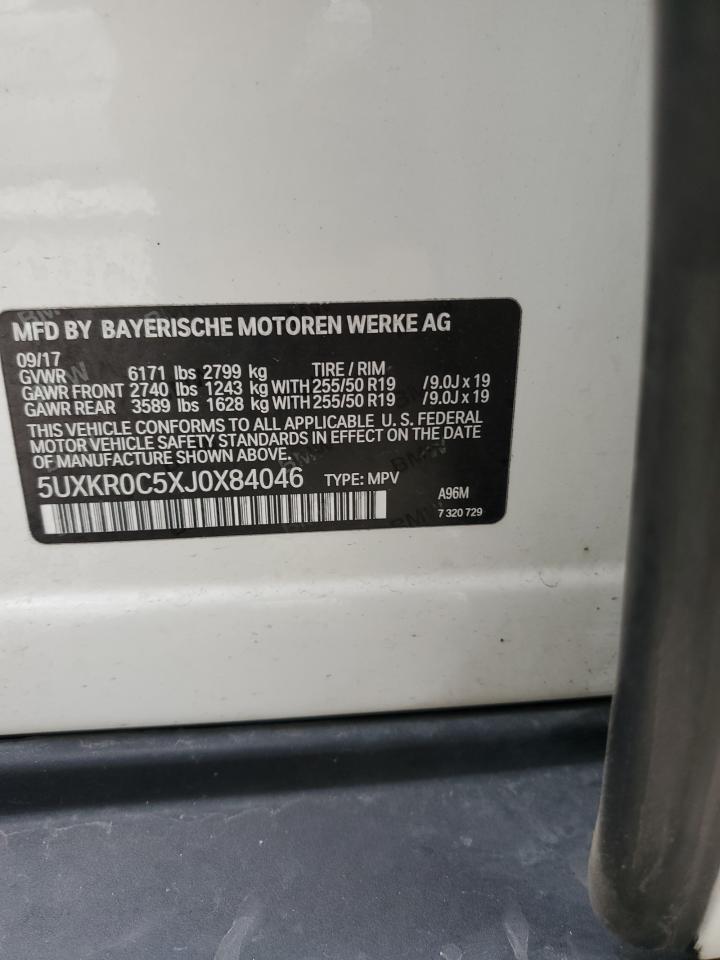 MFD BY BAYERISCHE MOTOREN WERKE AG
09/17
GVWR 6171 lbs 2799 kg TIRE / RIM
GAWR FRONT 2740 lbs 1243 kg WITH 255/50 R19 /9.0J x 19
GAWR REAR 3589 lbs 1628 kg WITH 255/50 R19 /9.0J x 19
THIS VEHICLE CONFORMS TO ALL APPLICABLE U.S. FEDERAL
MOTOR VEHICLE SAFETY STANDARDS IN EFFECT ON THE DATE
OF MANUFACTURE SHOWN ABOVE.
5UXKR0C5XJ0X84046 TYPE: MPV
A96M
7 320 729